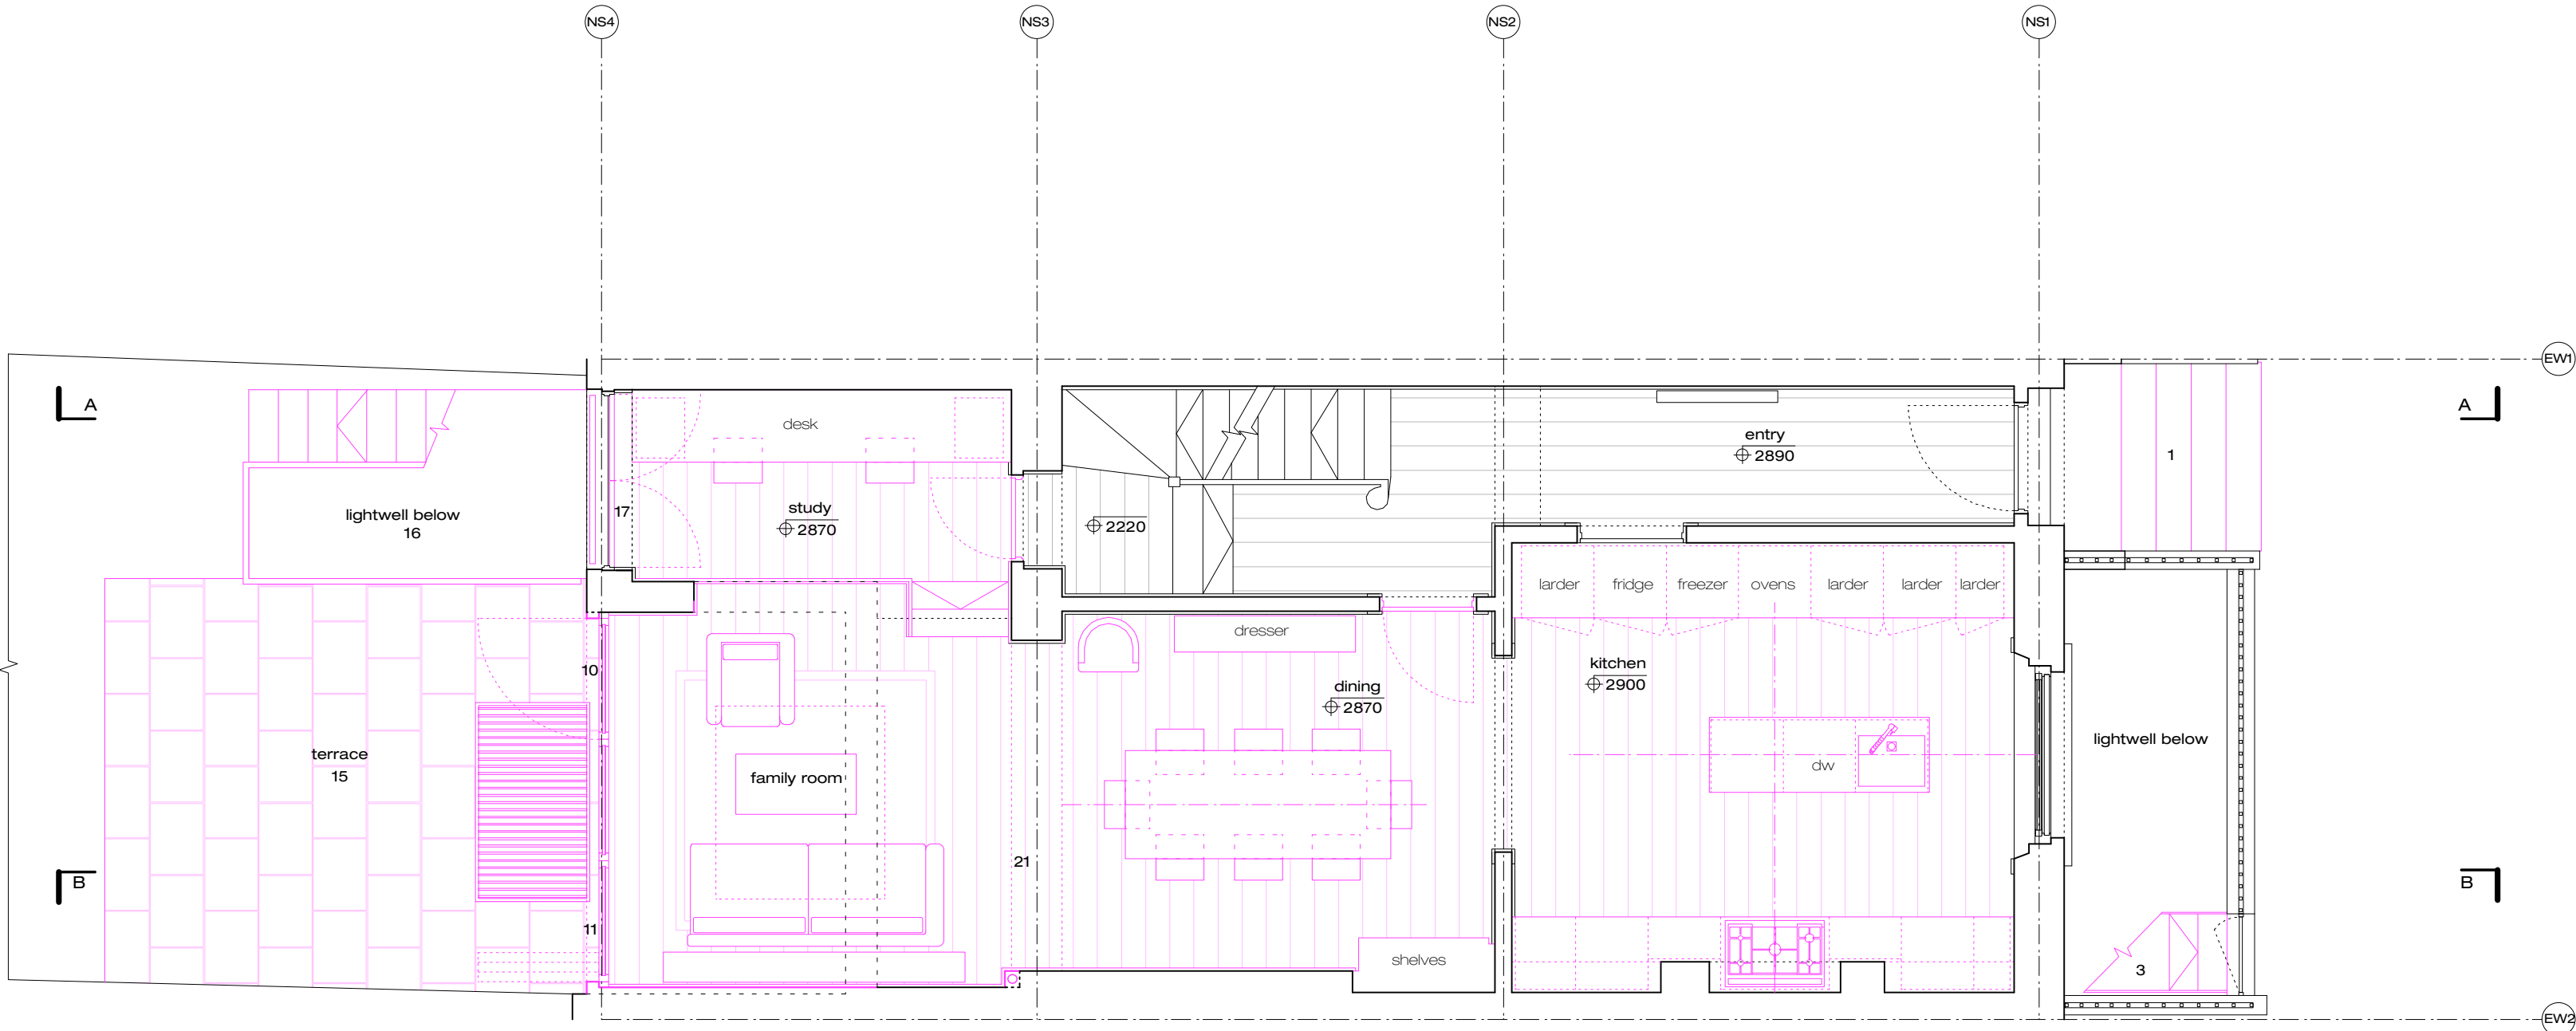 NS4
NS3
NS2
NS1
EW1
A
A
desk
entry
2890
1
study
2870
17
2220
lightwell below
16
larder
fridge
freezer
ovens
larder
larder
larder
dresser
10
kitchen
2900
dining
2870
terrace
15
family room
dw
lightwell below
21
B
B
11
shelves
3
EW2